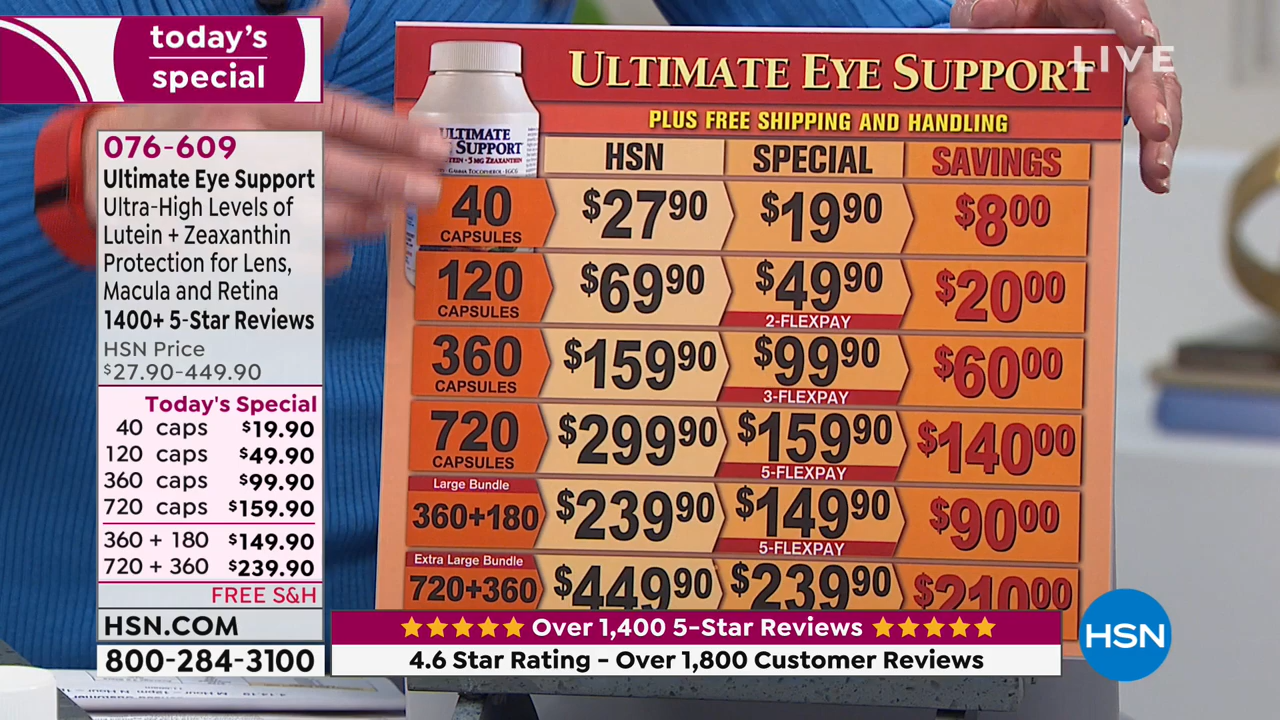 today's
special
076-609
Ultimate Eye Support
Ultra-High Levels of
Lutein + Zeaxanthin
Protection for Lens,
Macula and Retina
1400+ 5-Star Reviews
HSN Price
$27.90-449.90
Today's Special
40 caps $19.90
120 caps $49.90
360 caps $99.90
720 caps $159.90
360 + 180 $149.90
720 + 360 $239.90
FREE S&H
HSN.COM
800-284-3100
LIVE
ULTIMATE EYE SUPPORT
PLUS FREE SHIPPING AND HANDLING
ULTIMATE
SUPPORT
5 MG ZEAXANTHIN
GAMMA TOCOPHEROL · EGCG
HSN SPECIAL SAVINGS
40 CAPSULES $27.90 $19.90 $8.00
120 CAPSULES $69.90 $49.90 $20.00
2-FLEXPAY
360 CAPSULES $159.90 $99.90 $60.00
3-FLEXPAY
720 CAPSULES $299.90 $159.90 $140.00
5-FLEXPAY
Large Bundle
360+180 $239.90 $149.90 $90.00
5-FLEXPAY
Extra Large Bundle
720+360 $449.90 $239.90 $210.00
Over 1,400 5-Star Reviews
4.6 Star Rating - Over 1,800 Customer Reviews
HSN